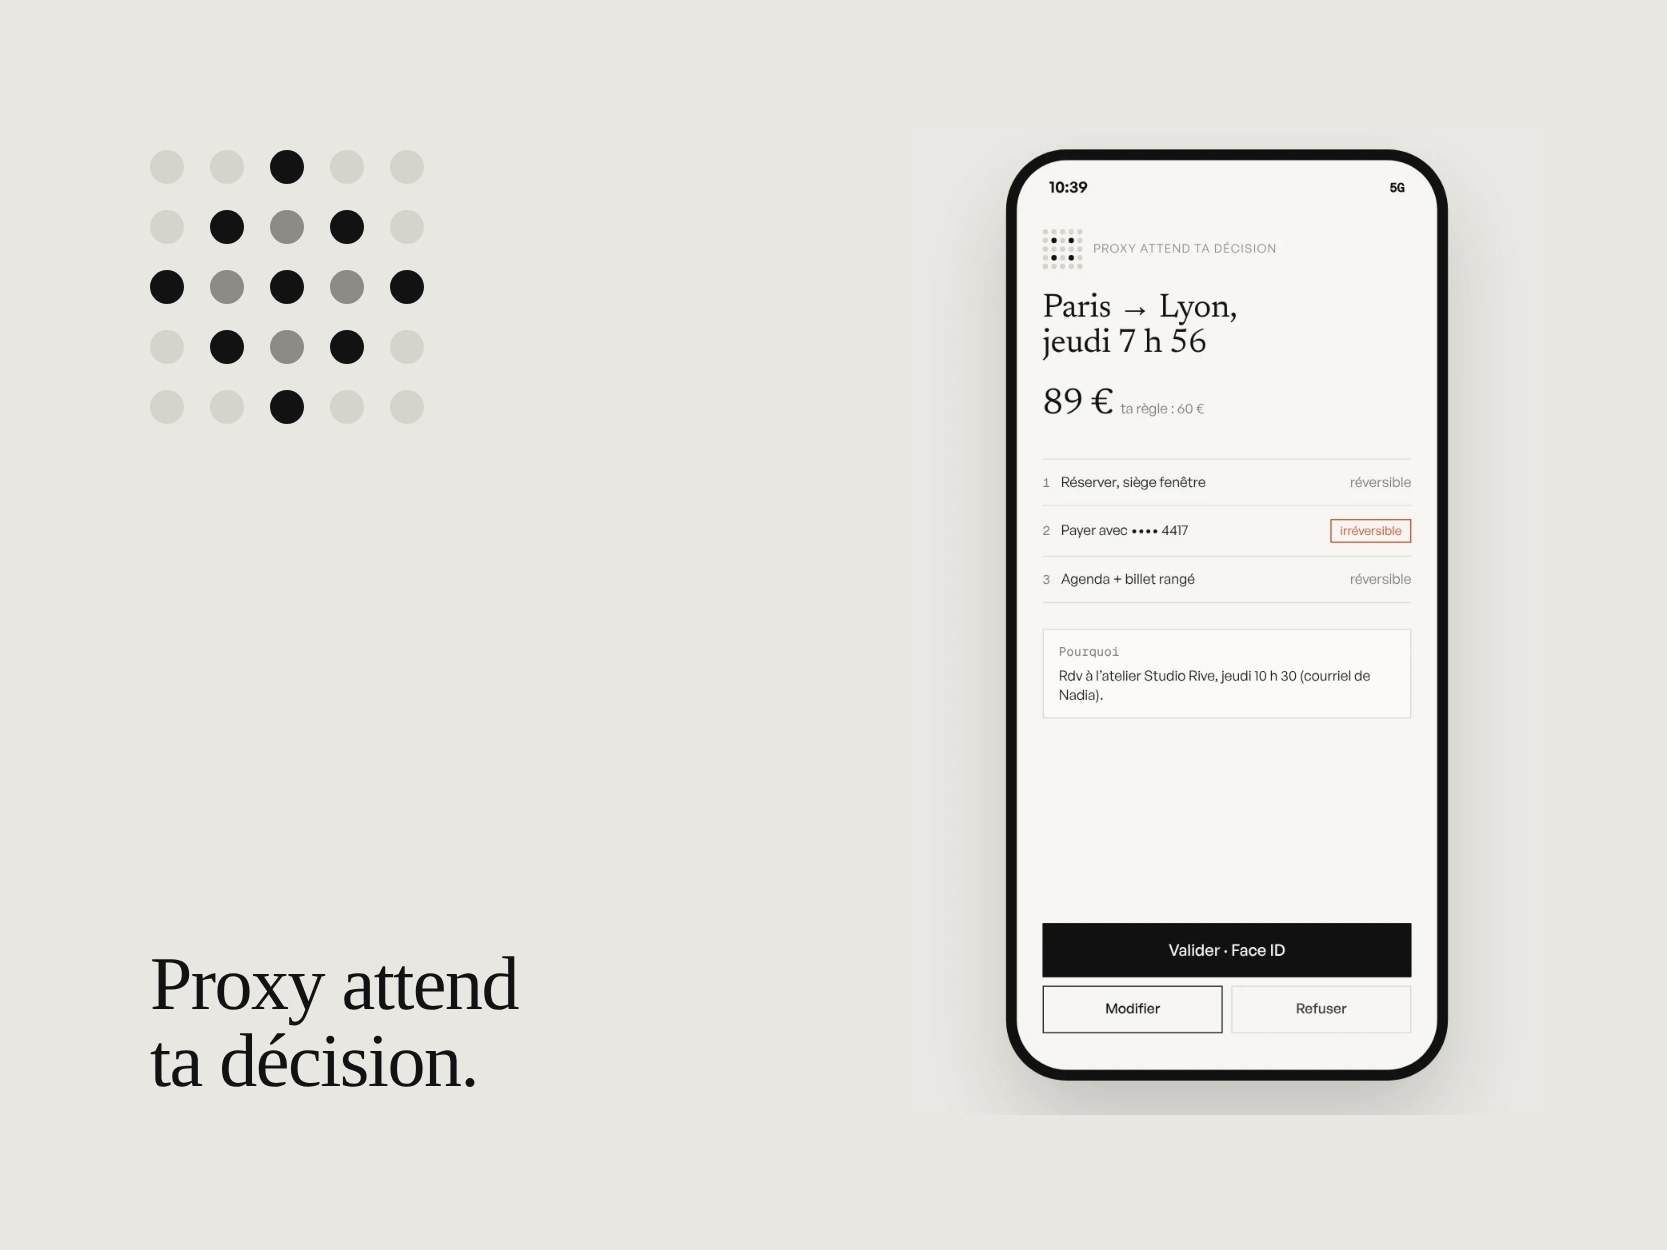 Proxy attend
ta décision.
10:39
5G
PROXY ATTEND TA DÉCISION
Paris → Lyon,
jeudi 7 h 56
89 € ta règle : 60 €
1 Réserver, siège fenêtre réversible
2 Payer avec •••• 4417 irréversible
3 Agenda + billet rangé réversible
Pourquoi
Rdv à l’atelier Studio Rive, jeudi 10 h 30 (courriel de
Nadia).
Valider · Face ID
Modifier
Refuser